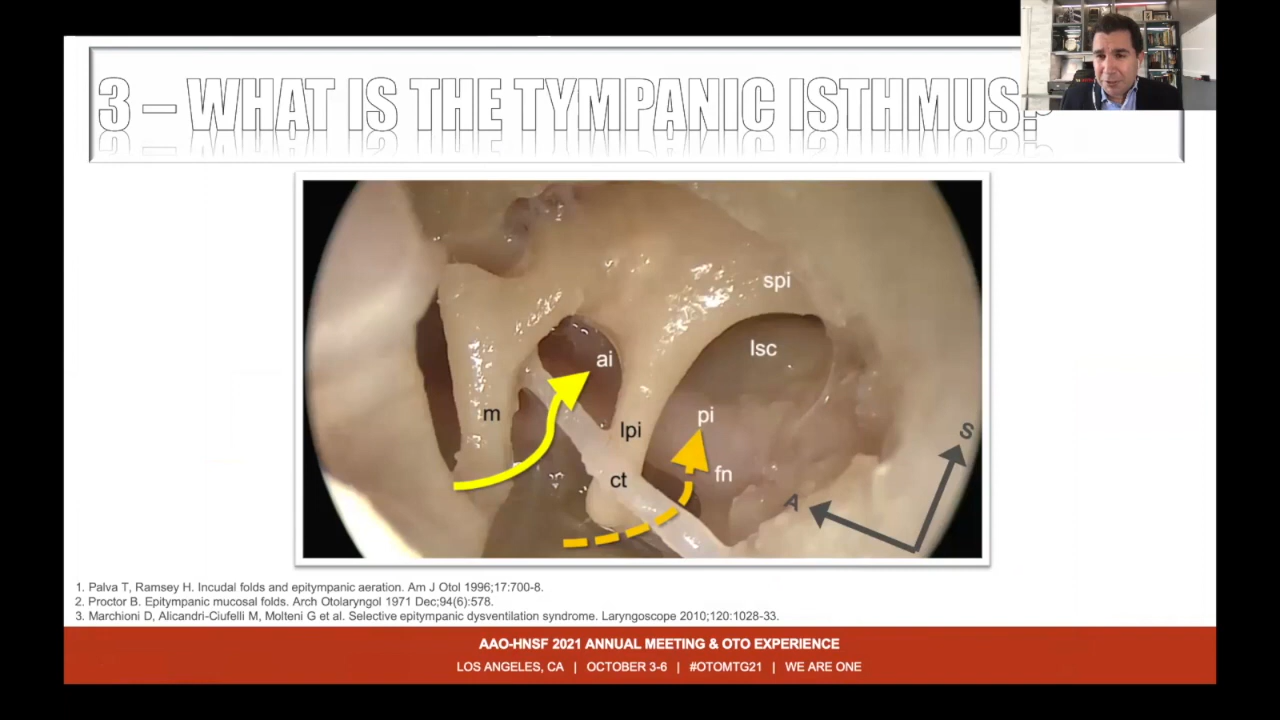 3 – WHAT IS THE TYMPANIC ISTHMUS?
spi
lsc
ai
m
pi
lpi
fn
ct
S
A
1. Palva T, Ramsey H. Incudal folds and epitympanic aeration. Am J Otol 1996;17:700-8.
2. Proctor B. Epitympanic mucosal folds. Arch Otolaryngol 1971 Dec;94(6):578.
3. Marchioni D, Alicandri-Ciufelli M, Molteni G et al. Selective epitympanic dysventilation syndrome. Laryngoscope 2010;120:1028-33.
AAO-HNSF 2021 ANNUAL MEETING & OTO EXPERIENCE
LOS ANGELES, CA | OCTOBER 3-6 | #OTOMTG21 | WE ARE ONE